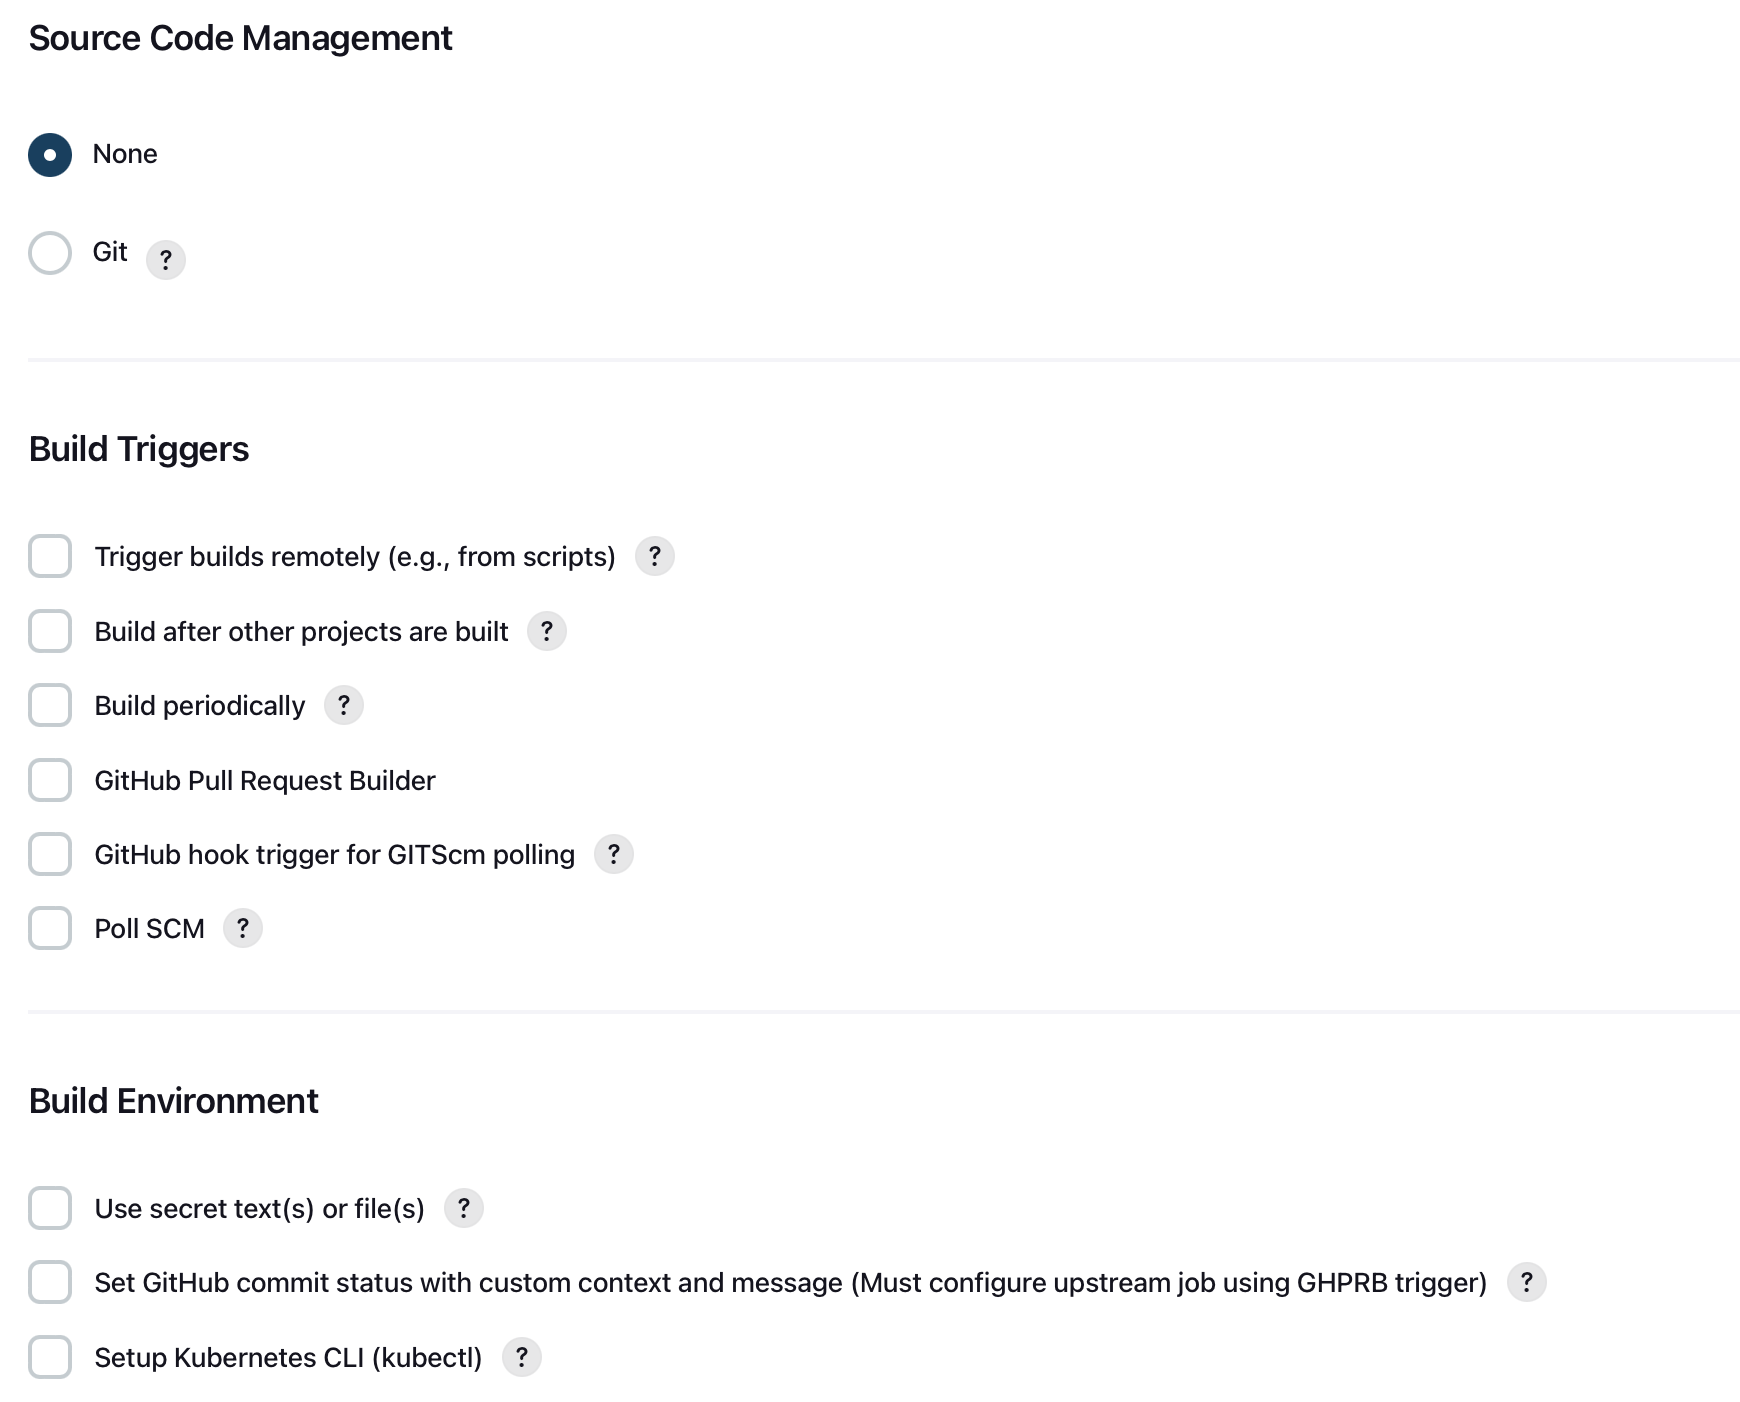 Source Code Management
None
Git ?
Build Triggers
Trigger builds remotely (e.g., from scripts) ?
Build after other projects are built ?
Build periodically ?
GitHub Pull Request Builder
GitHub hook trigger for GITScm polling ?
Poll SCM ?
Build Environment
Use secret text(s) or file(s) ?
Set GitHub commit status with custom context and message (Must configure upstream job using GHPRB trigger) ?
Setup Kubernetes CLI (kubectl) ?